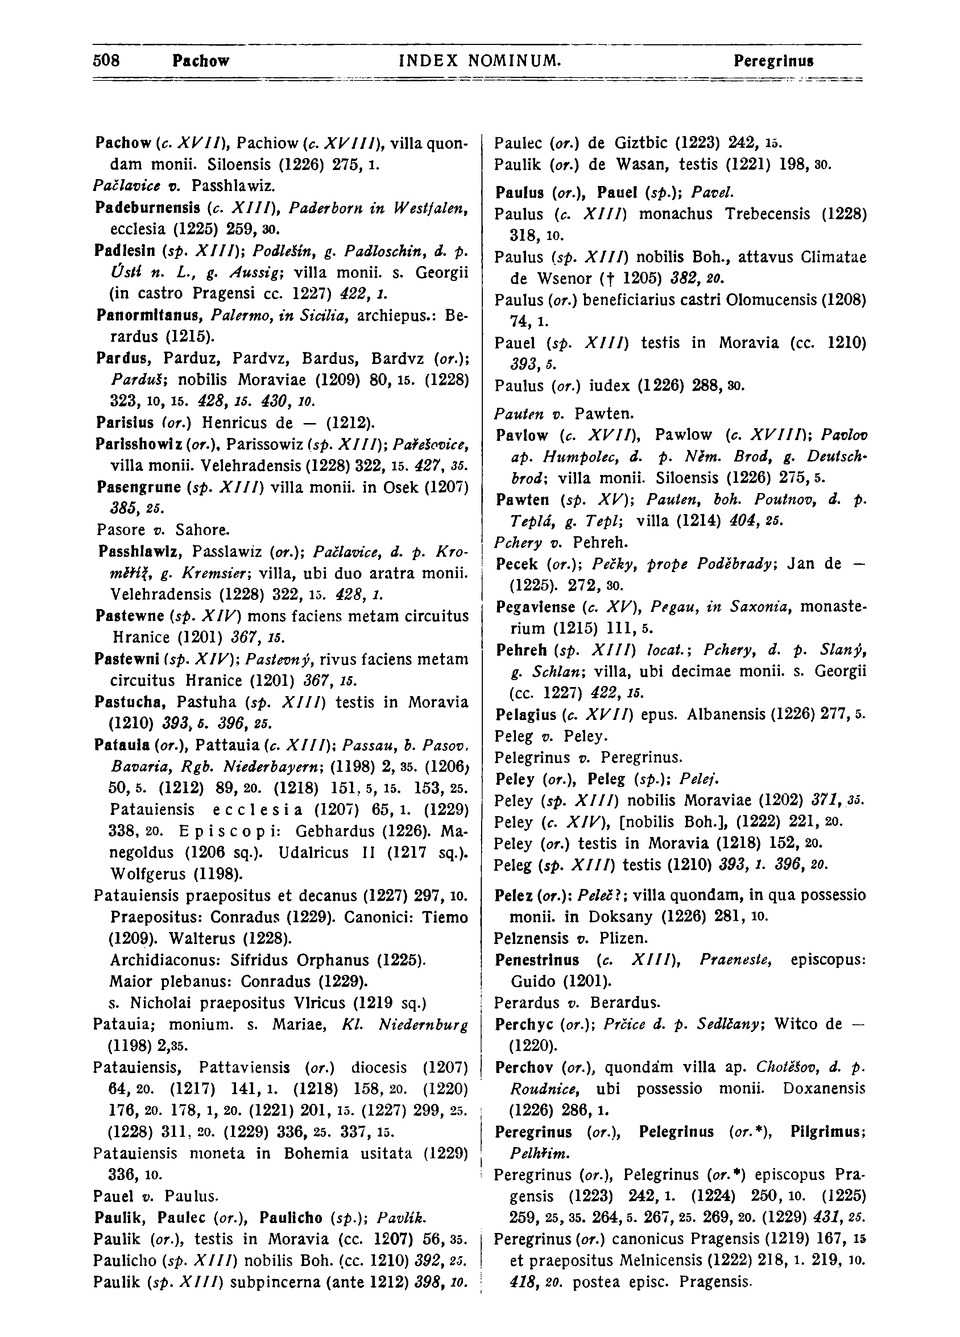 508 Pachow INDEX NOMINUM. Peregrinus
Pachow (c. XVII), Pachiow (c. XVIII), villa quon-
dam monii. Siloensis (1226) 275, 1.
Pačlavice v. Passhlawiz.
Padeburnensis (c. XIII), Paderborn in Westfalen,
ecclesia (1225) 259, 30.
Padlesin (sp. XIII); Podlešín, g. Padloschin, d. p.
Ústí n. L., g. Aussig; villa monii. s. Georgii
(in castro Pragensi cc. 1227) 422, 1.
Panormitanus, Palermo, in Sicilia, archiepus.: Be-
rardus (1215).
Pardus, Parduz, Pardvz, Bardus, Bardvz (or.);
Parduš; nobilis Moraviae (1209) 80, 15. (1228)
323, 10, 15. 428, 15. 430, 10.
Parisius (or.) Henricus de — (1212).
Parisshowiz (or.), Parissowiz (sp. XIII); Pařešovice,
villa monii. Velehradensis (1228) 322, 15. 427, 35.
Pasengrune (sp. XIII) villa monii. in Osek (1207)
385, 25.
Pasore v. Sahore.
Passhlawiz, Passlawiz (or.); Pačlavice, d. p. Kro-
měříž, g. Kremsier; villa, ubi duo aratra monii.
Velehradensis (1228) 322, 15. 428, 1.
Pastewne (sp. XIV) mons faciens metam circuitus
Hranice (1201) 367, 15.
Pastewni (sp. XIV); Pastevný, rivus faciens metam
circuitus Hranice (1201) 367, 15.
Pastucha, Pastuha (sp. XIII) testis in Moravia
(1210) 393, 5. 396, 25.
Patauia (or.), Pattauia (c. XIII); Passau, b. Pasov,
Bavaria, Rgb. Niederbayern; (1198) 2, 35. (1206)
50, 5. (1212) 89, 20. (1218) 151, 5, 15. 153, 25.
Patauiensis ecclesia (1207) 65, 1. (1229)
338, 20. Episcopi: Gebhardus (1226). Ma-
negoldus (1206 sq.). Udalricus II (1217 sq.).
Wolfgerus (1198).
Patauiensis praepositus et decanus (1227) 297, 10.
Praepositus: Conradus (1229). Canonici: Tiemo
(1209). Walterus (1228).
Archidiaconus: Sifridus Orphanus (1225).
Maior plebanus: Conradus (1229).
s. Nicholai praepositus Vlricus (1219 sq.)
Patauia; monium. s. Mariae, Kl. Niedernburg
(1198) 2,35.
Patauiensis, Pattaviensis (or.) diocesis (1207)
64, 20. (1217) 141, 1. (1218) 158, 20. (1220)
176, 20. 178, 1, 20. (1221) 201, 15. (1227) 299, 25.
(1228) 311, 20. (1229) 336, 25. 337, 15.
Patauiensis moneta in Bohemia usitata (1229)
336, 10.
Pauel v. Paulus.
Paulik, Paulec (or.), Paulicho (sp.); Pavlík.
Paulik (or.), testis in Moravia (cc. 1207) 56, 35.
Paulicho (sp. XIII) nobilis Boh. (cc. 1210) 392, 25.
Paulik (sp. XIII) subpincerna (ante 1212) 398, 10.
Paulec (or.) de Giztbic (1223) 242, 15.
Paulik (or.) de Wasan, testis (1221) 198, 30.
Paulus (or.), Pauel (sp.); Pavel.
Paulus (c. XIII) monachus Trebecensis (1228)
318, 10.
Paulus (sp. XIII) nobilis Boh., attavus Climatae
de Wsenor († 1205) 382, 20.
Paulus (or.) beneficiarius castri Olomucensis (1208)
74, 1.
Pauel (sp. XIII) testis in Moravia (cc. 1210)
393, 5.
Paulus (or.) iudex (1226) 288, 30.
Pauten v. Pawten.
Pavlow (c. XVII), Pawlow (c. XVIII); Pavlov
ap. Humpolec, d. p. Něm. Brod, g. Deutsch-
brod; villa monii. Siloensis (1226) 275, 5.
Pawten (sp. XV); Pauten, boh. Poutnov, d. p.
Teplá, g. Tepl; villa (1214) 404, 25.
Pchery v. Pehreh.
Pecek (or.); Pečky, prope Poděbrady; Jan de —
(1225). 272, 30.
Pegaviense (c. XV), Pegau, in Saxonia, monaste-
rium (1215) 111, 5.
Pehreh (sp. XIII) locat.; Pchery, d. p. Slaný,
g. Schlan; villa, ubi decimae monii. s. Georgii
(cc. 1227) 422, 15.
Pelagius (c. XVII) epus. Albanensis (1226) 277, 5.
Peleg v. Peley.
Pelegrinus v. Peregrinus.
Peley (or.), Peleg (sp.); Pelej.
Peley (sp. XIII) nobilis Moraviae (1202) 371, 35.
Peley (c. XIV), [nobilis Boh.], (1222) 221, 20.
Peley (or.) testis in Moravia (1218) 152, 20.
Peleg (sp. XIII) testis (1210) 393, 1. 396, 20.
Pelez (or.); Peleč?; villa quondam, in qua possessio
monii. in Doksany (1226) 281, 10.
Pelznensis v. Plizen.
Penestrinus (c. XIII), Praeneste, episcopus:
Guido (1201).
Perardus v. Berardus.
Perchyc (or.); Prčice d. p. Sedlčany; Witco de —
(1220).
Perchov (or.), quondam villa ap. Chotěšov, d. p.
Roudnice, ubi possessio monii. Doxanensis
(1226) 286, 1.
Peregrinus (or.), Pelegrinus (or.*), Pilgrimus;
Pelhřim.
Peregrinus (or.), Pelegrinus (or.*) episcopus Pra-
gensis (1223) 242, 1. (1224) 250, 10. (1225)
259, 25, 35. 264, 5. 267, 25. 269, 20. (1229) 431, 25.
Peregrinus (or.) canonicus Pragensis (1219) 167, 15
et praepositus Melnicensis (1222) 218, 1. 219, 10.
418, 20. postea episc. Pragensis.